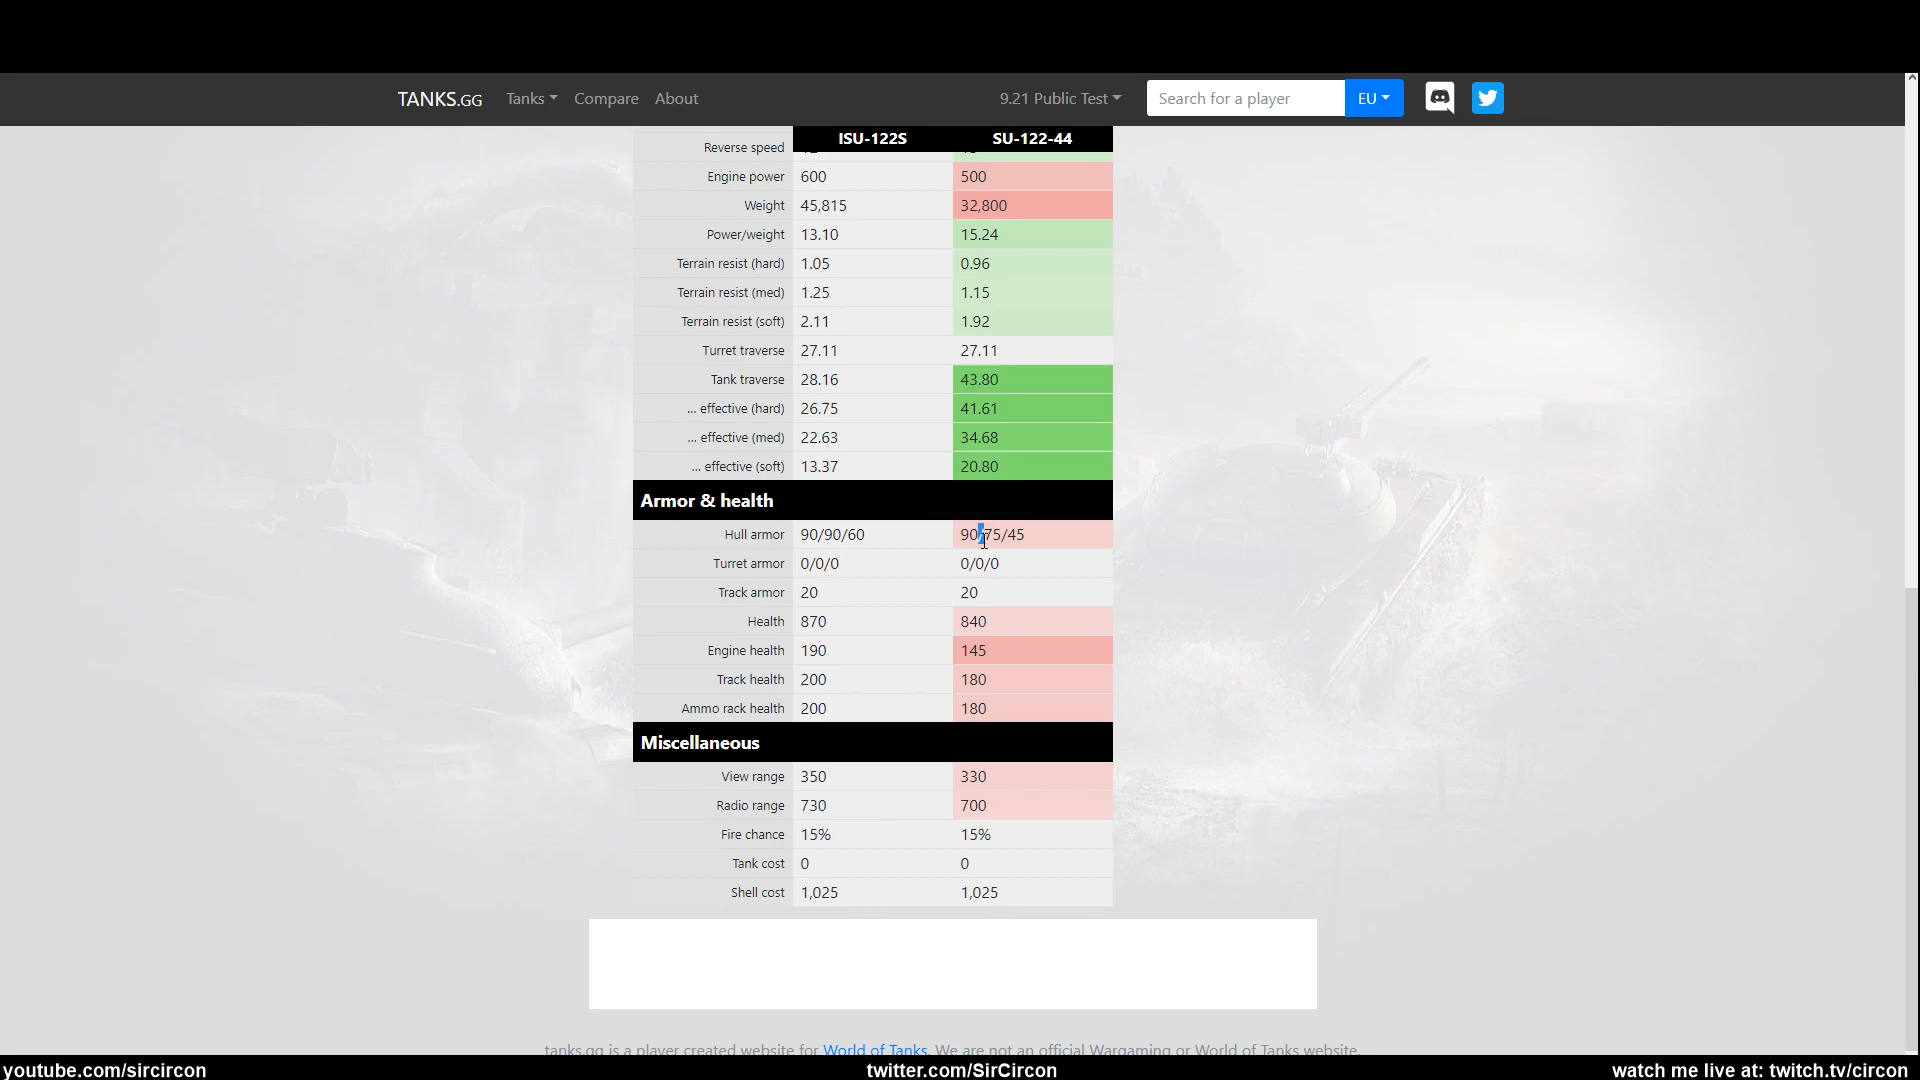 TANKS.GG Tanks Compare About 9.21 Public Test Search for a player EU
ISU-122S SU-122-44
Reverse speed
Engine power 600 500
Weight 45,815 32,800
Power/weight 13.10 15.24
Terrain resist (hard) 1.05 0.96
Terrain resist (med) 1.25 1.15
Terrain resist (soft) 2.11 1.92
Turret traverse 27.11 27.11
Tank traverse 28.16 43.80
... effective (hard) 26.75 41.61
... effective (med) 22.63 34.68
... effective (soft) 13.37 20.80
Armor & health
Hull armor 90/90/60 90/75/45
Turret armor 0/0/0 0/0/0
Track armor 20 20
Health 870 840
Engine health 190 145
Track health 200 180
Ammo rack health 200 180
Miscellaneous
View range 350 330
Radio range 730 700
Fire chance 15% 15%
Tank cost 0 0
Shell cost 1,025 1,025
tanks.gg is a player created website for World of Tanks. We are not an official Wargaming or World of Tanks website.
youtube.com/sircircon twitter.com/SirCircon watch me live at: twitch.tv/circon